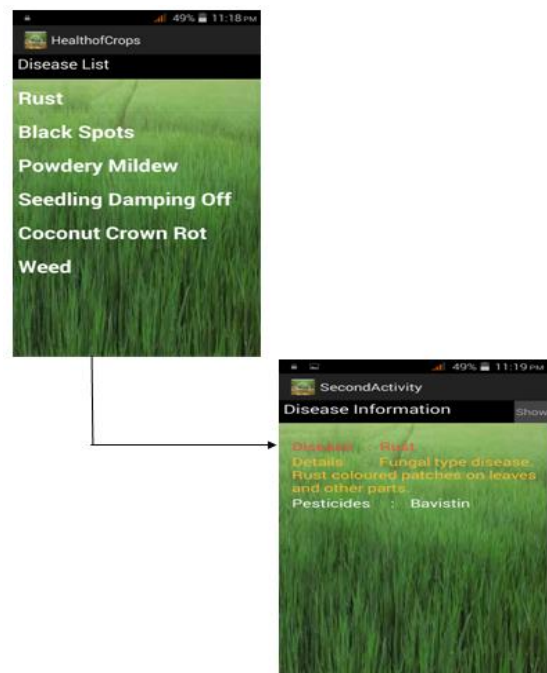 49% 11:18 PM
HealthofCrops
Disease List
Rust
Black Spots
Powdery Mildew
Seedling Damping Off
Coconut Crown Rot
Weed
49% 11:19 PM
SecondActivity
Disease Information Show
Disease : Rust
Details : Fungal type disease.
Rust coloured patches on leaves
and other parts.
Pesticides : Bavistin